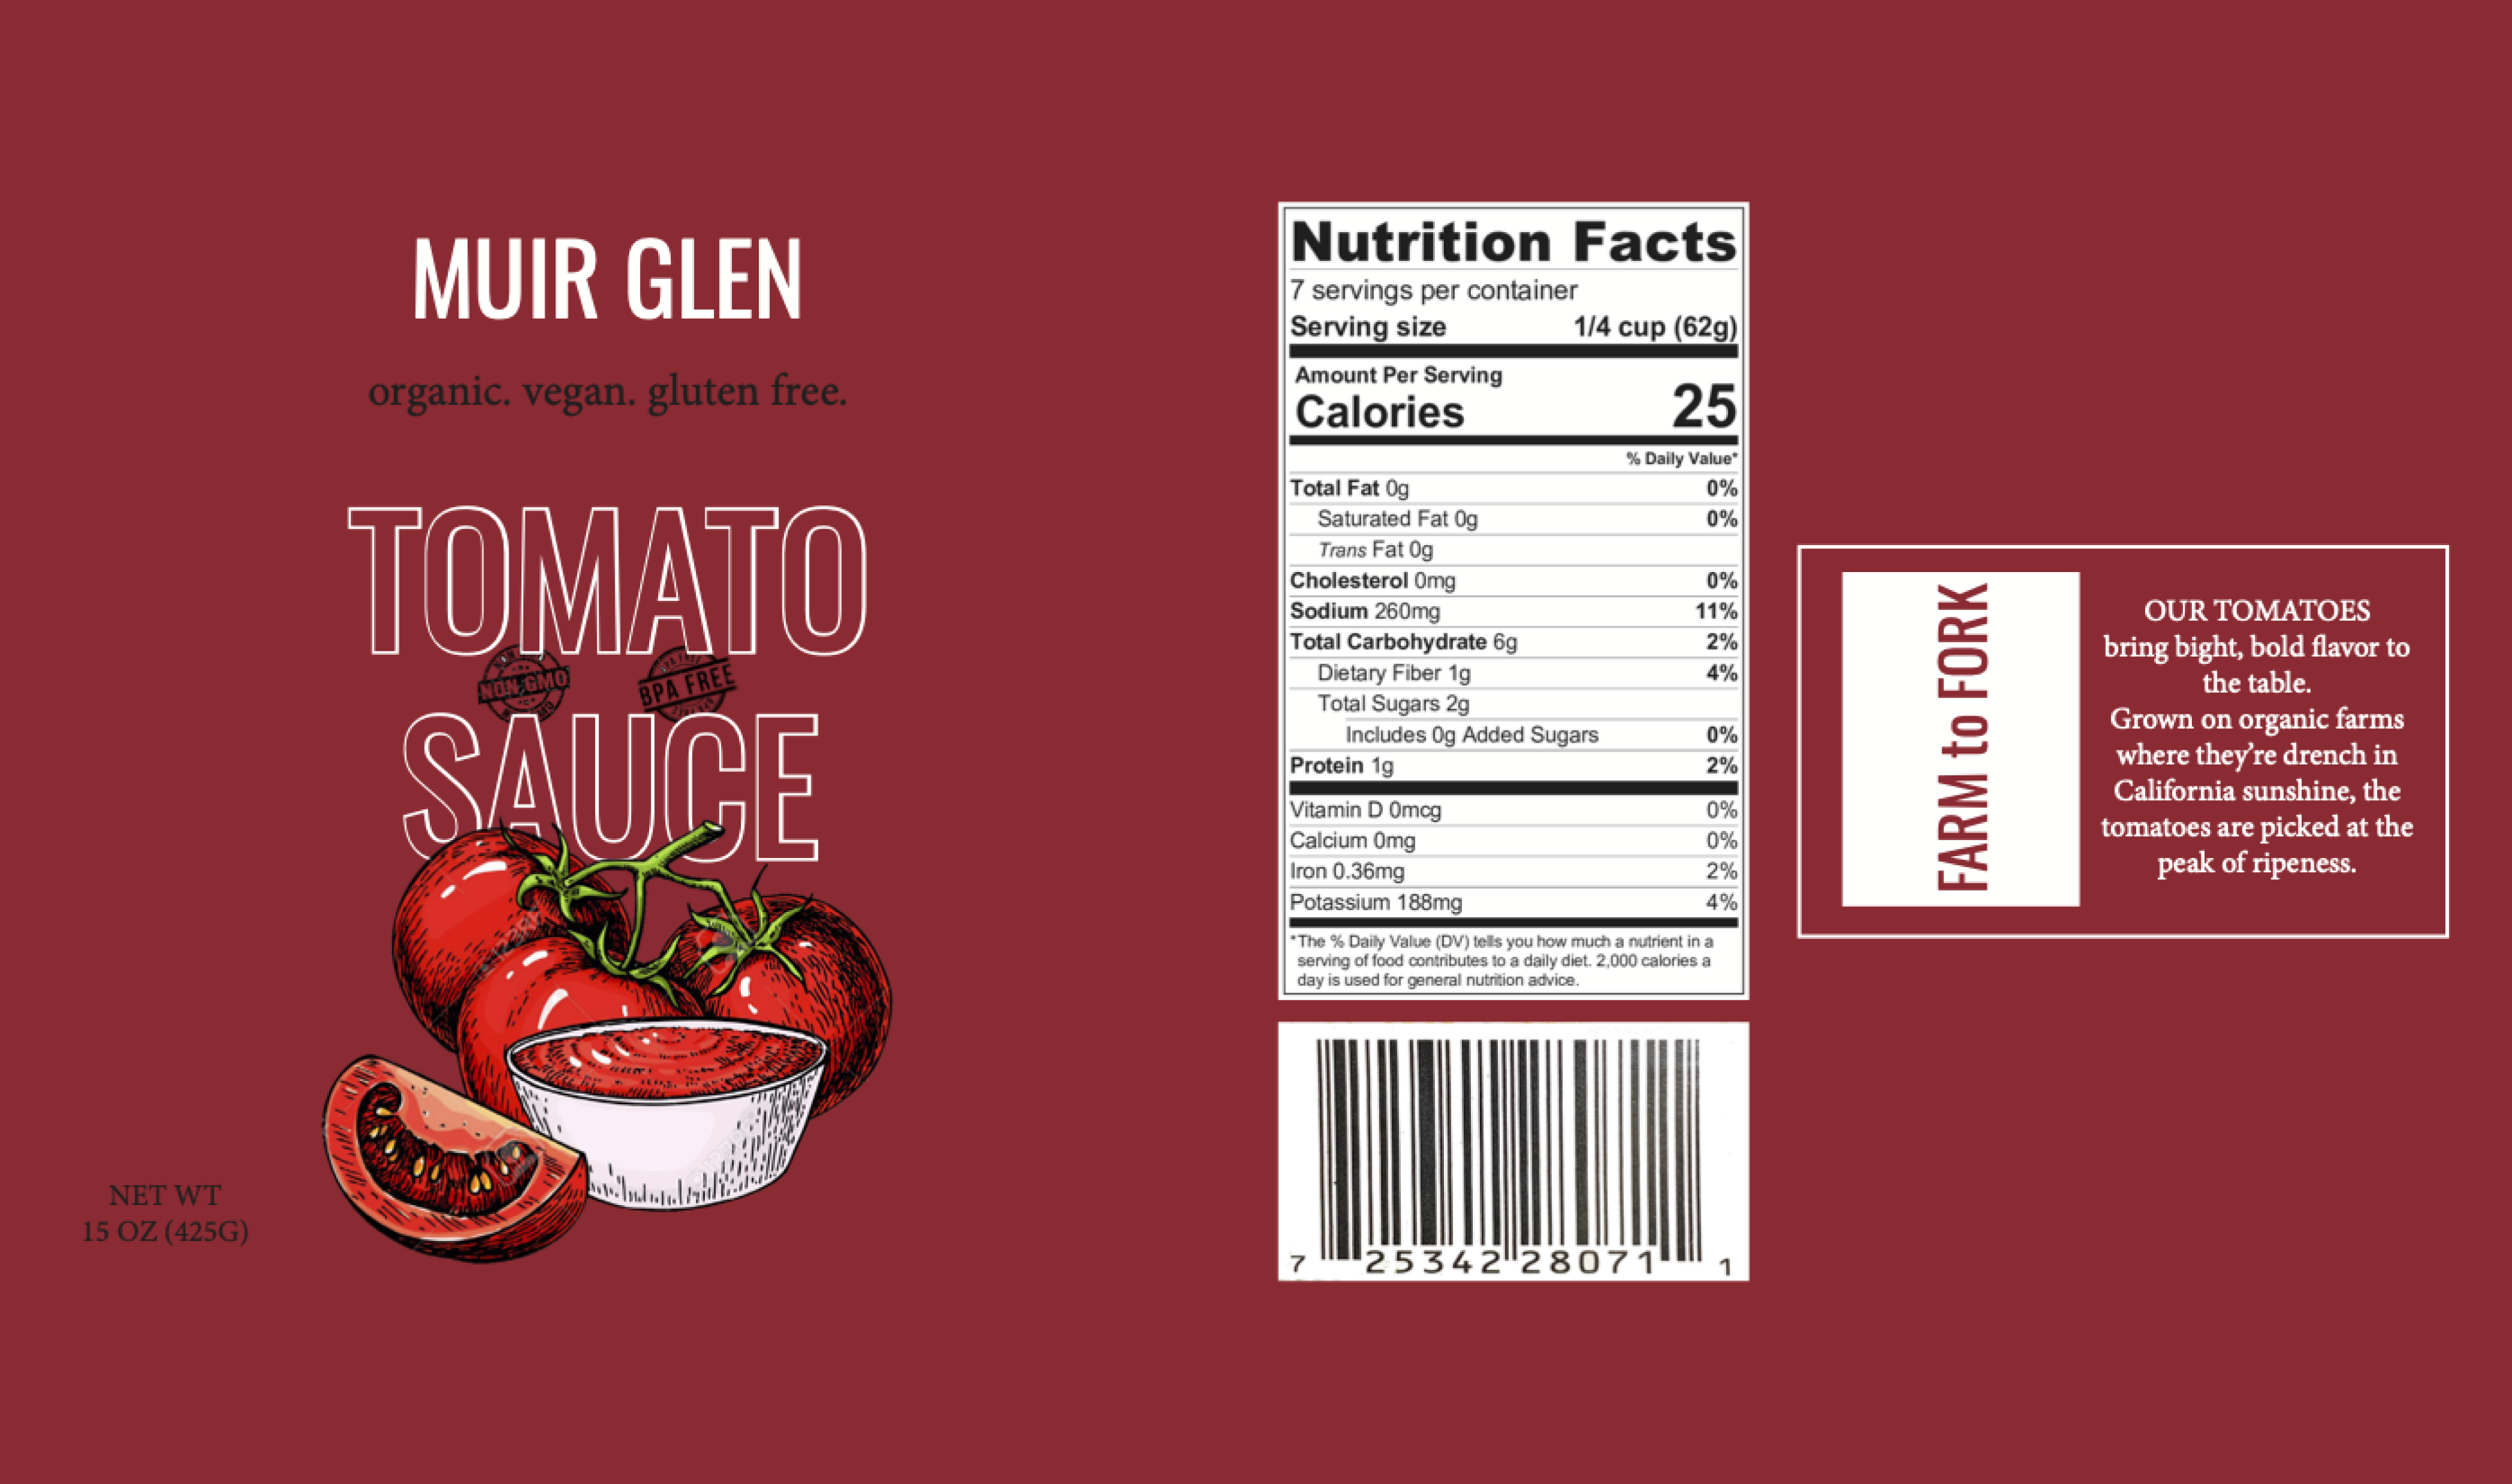 MUIR GLEN
organic. vegan. gluten free.
TOMATO
NON GMO
BPA FREE
SAUCE
NET WT
15 OZ (425G)
Nutrition Facts
7 servings per container
Serving size 1/4 cup (62g)
Amount Per Serving
Calories 25
% Daily Value*
Total Fat 0g 0%
Saturated Fat 0g 0%
Trans Fat 0g
Cholesterol 0mg 0%
Sodium 260mg 11%
Total Carbohydrate 6g 2%
Dietary Fiber 1g 4%
Total Sugars 2g
Includes 0g Added Sugars 0%
Protein 1g 2%
Vitamin D 0mcg 0%
Calcium 0mg 0%
Iron 0.36mg 2%
Potassium 188mg 4%
*The % Daily Value (DV) tells you how much a nutrient in a
serving of food contributes to a daily diet. 2,000 calories a
day is used for general nutrition advice.
7 25342 28071 1
FARM to FORK
OUR TOMATOES
bring bight, bold flavor to
the table.
Grown on organic farms
where they're drench in
California sunshine, the
tomatoes are picked at the
peak of ripeness.